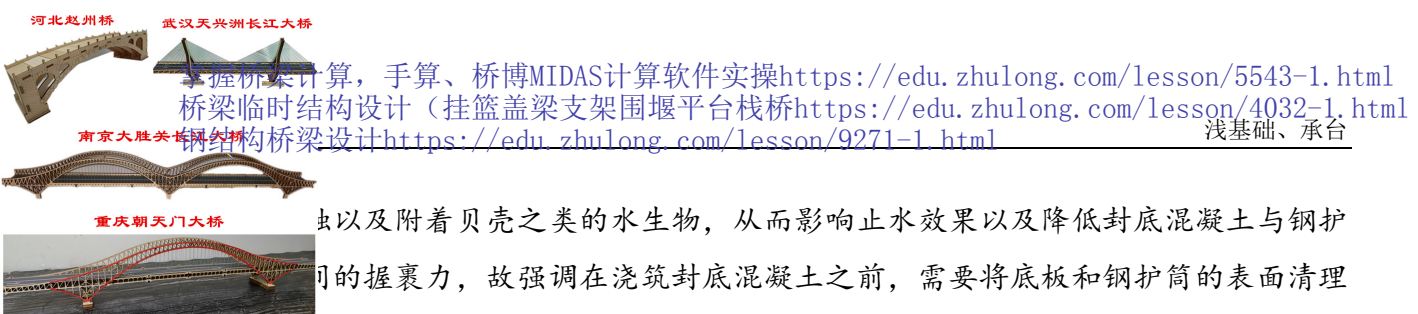 河北赵州桥
武汉天兴洲长江大桥
掌握桥梁计算，手算、桥博MIDAS计算软件实操https://edu.zhulong.com/lesson/5543-1.html
桥梁临时结构设计（挂篮盖梁支架围堰平台栈桥https://edu.zhulong.com/lesson/4032-1.html
南京大胜关长江大桥
钢结构桥梁设计https://edu.zhulong.com/lesson/9271-1.html
浅基础、承台
重庆朝天门大桥
以及附着贝壳之类的水生物，从而影响止水效果以及降低封底混凝土与钢护
的握裹力，故强调在浇筑封底混凝土之前，需要将底板和钢护筒的表面清理